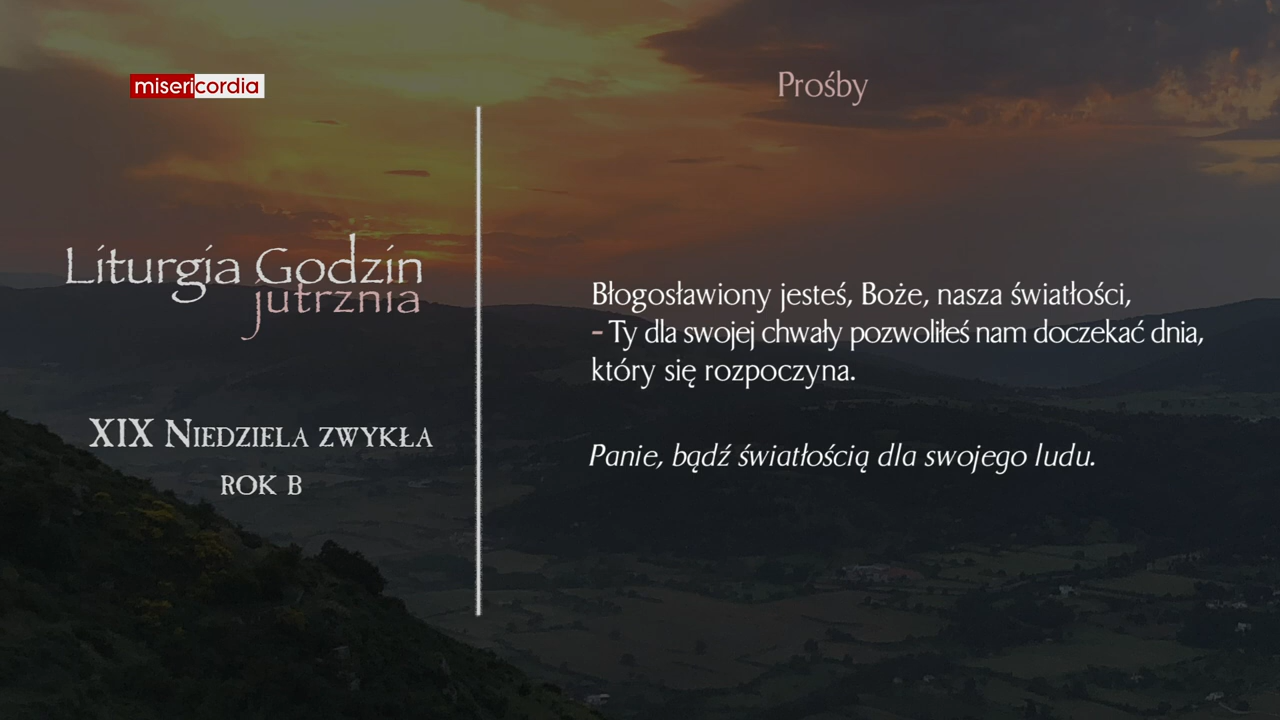 misericordia
Liturgia Godzin
jutrznia
XIX Niedziela zwykła
rok B
Prośby
Błogosławiony jesteś, Boże, nasza światłości,
- Ty dla swojej chwały pozwoliłeś nam doczekać dnia,
który się rozpoczyna.
Panie, bądź światłością dla swojego ludu.